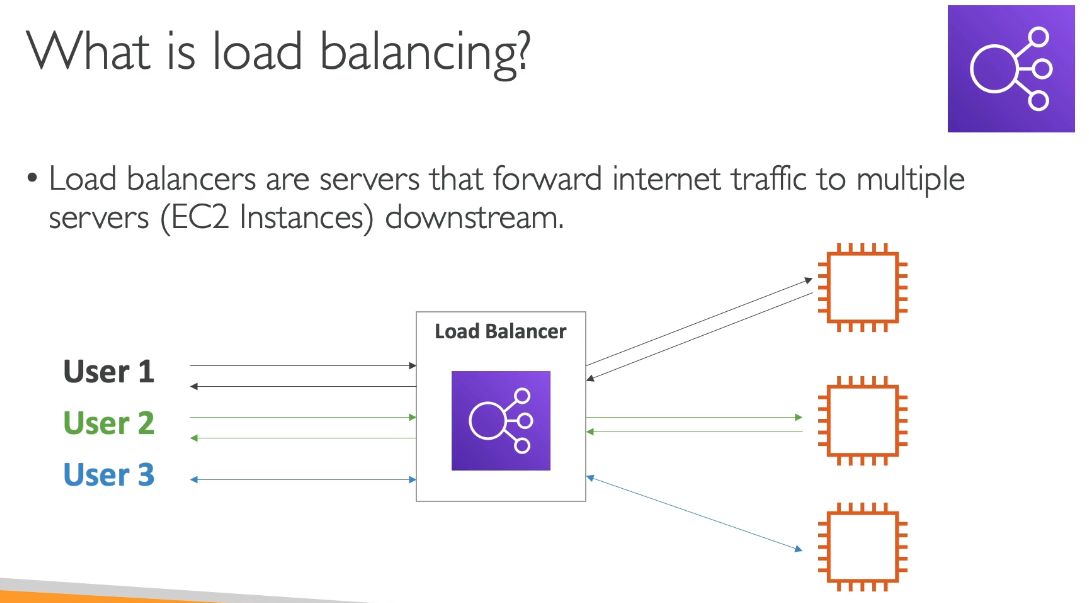 What is load balancing?
• Load balancers are servers that forward internet traffic to multiple
servers (EC2 Instances) downstream.
Load Balancer
User 1
User 2
User 3